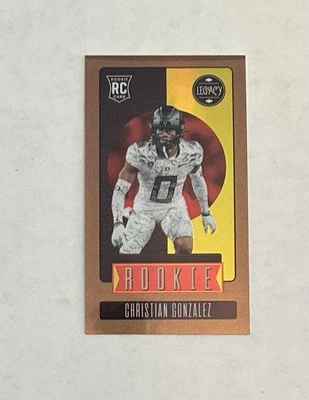 ROOKIE
RC
CARD
LEGACY
0
ROOKIE
CHRISTIAN GONZALEZ